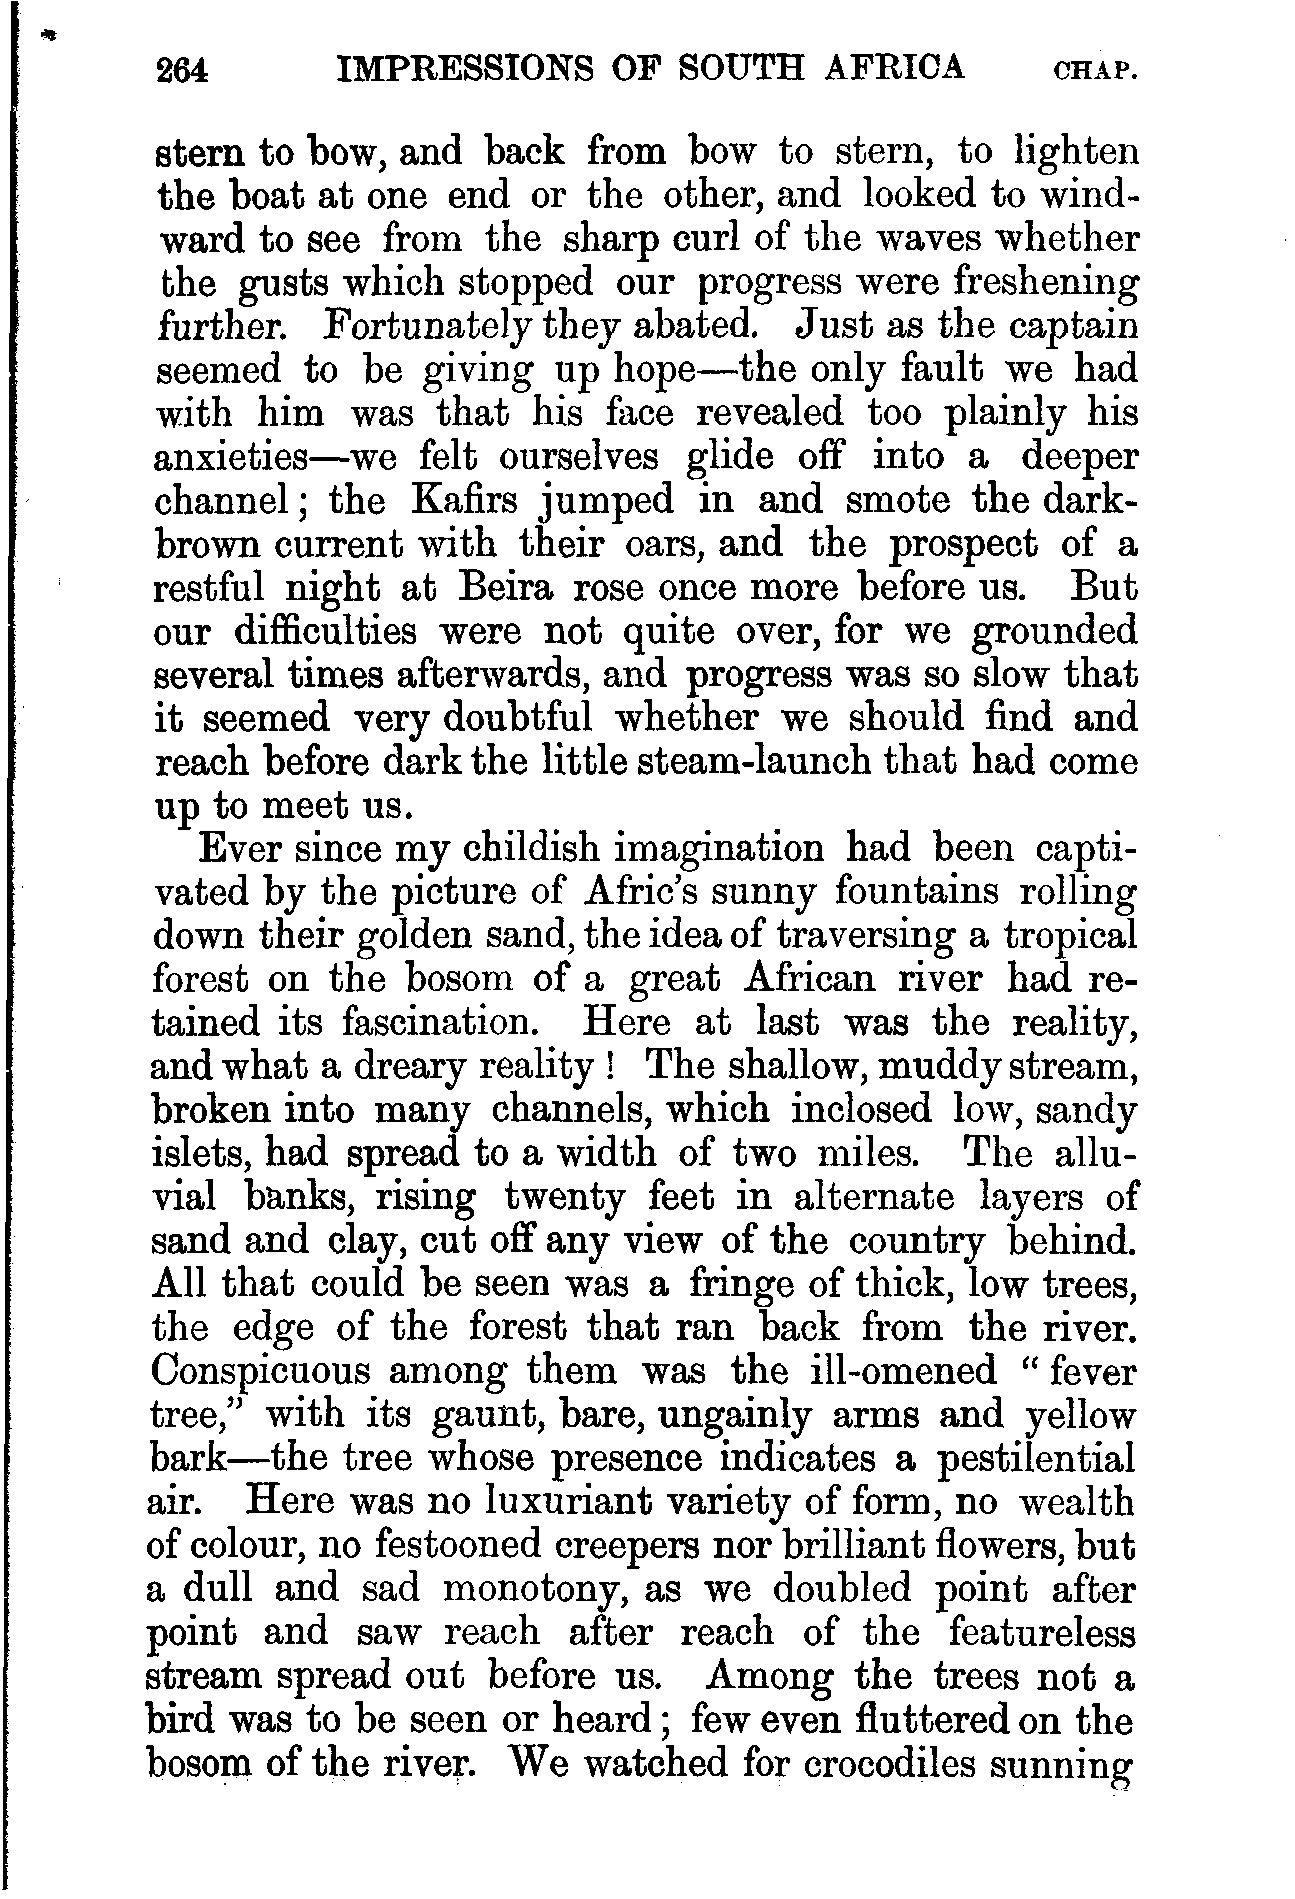 264 IMPRESSIONS OF SOUTH AFRICA CHAP.
stern to bow, and back from bow to stern, to lighten
the boat at one end or the other, and looked to wind-
ward to see from the sharp curl of the waves whether
the gusts which stopped our progress were freshening
further. Fortunately they abated. Just as the captain
seemed to be giving up hope—the only fault we had
with him was that his face revealed too plainly his
anxieties—we felt ourselves glide off into a deeper
channel; the Kafirs jumped in and smote the dark-
brown current with their oars, and the prospect of a
restful night at Beira rose once more before us. But
our difficulties were not quite over, for we grounded
several times afterwards, and progress was so slow that
it seemed very doubtful whether we should find and
reach before dark the little steam-launch that had come
up to meet us.
Ever since my childish imagination had been capti-
vated by the picture of Afric's sunny fountains rolling
down their golden sand, the idea of traversing a tropical
forest on the bosom of a great African river had re-
tained its fascination. Here at last was the reality,
and what a dreary reality! The shallow, muddy stream,
broken into many channels, which inclosed low, sandy
islets, had spread to a width of two miles. The allu-
vial banks, rising twenty feet in alternate layers of
sand and clay, cut off any view of the country behind.
All that could be seen was a fringe of thick, low trees,
the edge of the forest that ran back from the river.
Conspicuous among them was the ill-omened "fever
tree," with its gaunt, bare, ungainly arms and yellow
bark—the tree whose presence indicates a pestilential
air. Here was no luxuriant variety of form, no wealth
of colour, no festooned creepers nor brilliant flowers, but
a dull and sad monotony, as we doubled point after
point and saw reach after reach of the featureless
stream spread out before us. Among the trees not a
bird was to be seen or heard; few even fluttered on the
bosom of the river. We watched for crocodiles sunning